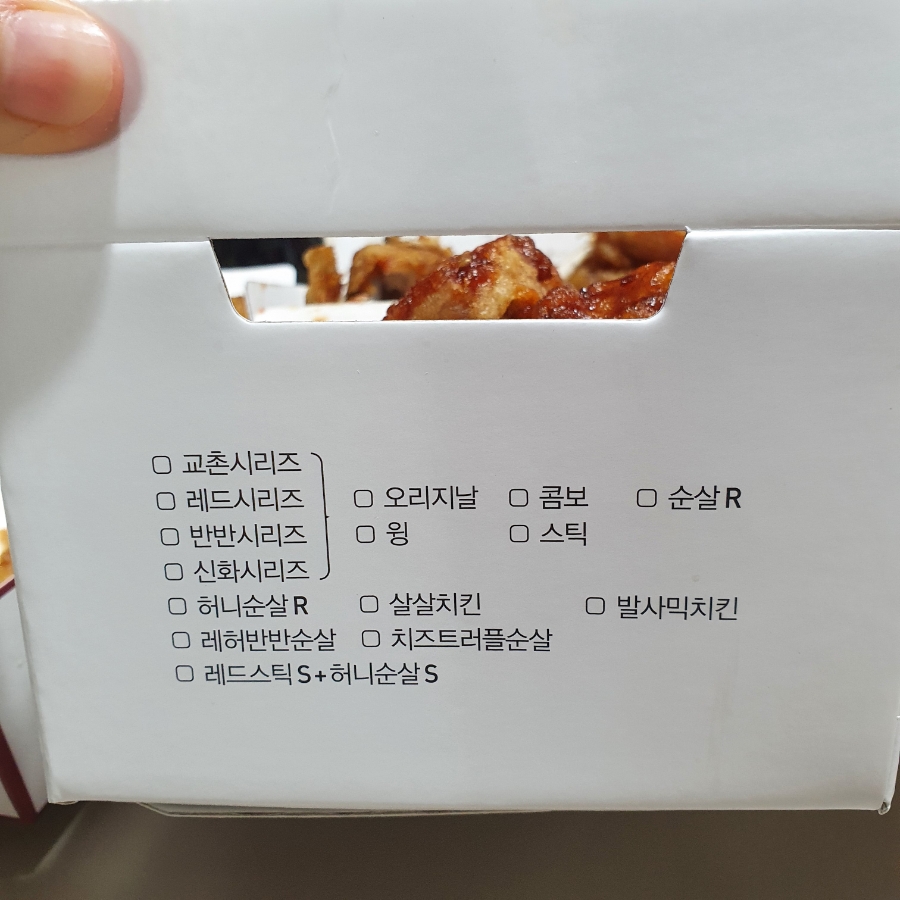 ▢ 교촌시리즈
▢ 레드시리즈 ▢ 오리지날 ▢ 콤보 ▢ 순살 R
▢ 반반시리즈 ▢ 윙 ▢ 스틱
▢ 신화시리즈
▢ 허니순살 R ▢ 살살치킨 ▢ 발사믹치킨
▢ 레허반반순살 ▢ 치즈트러플순살
▢ 레드스틱 S + 허니순살 S